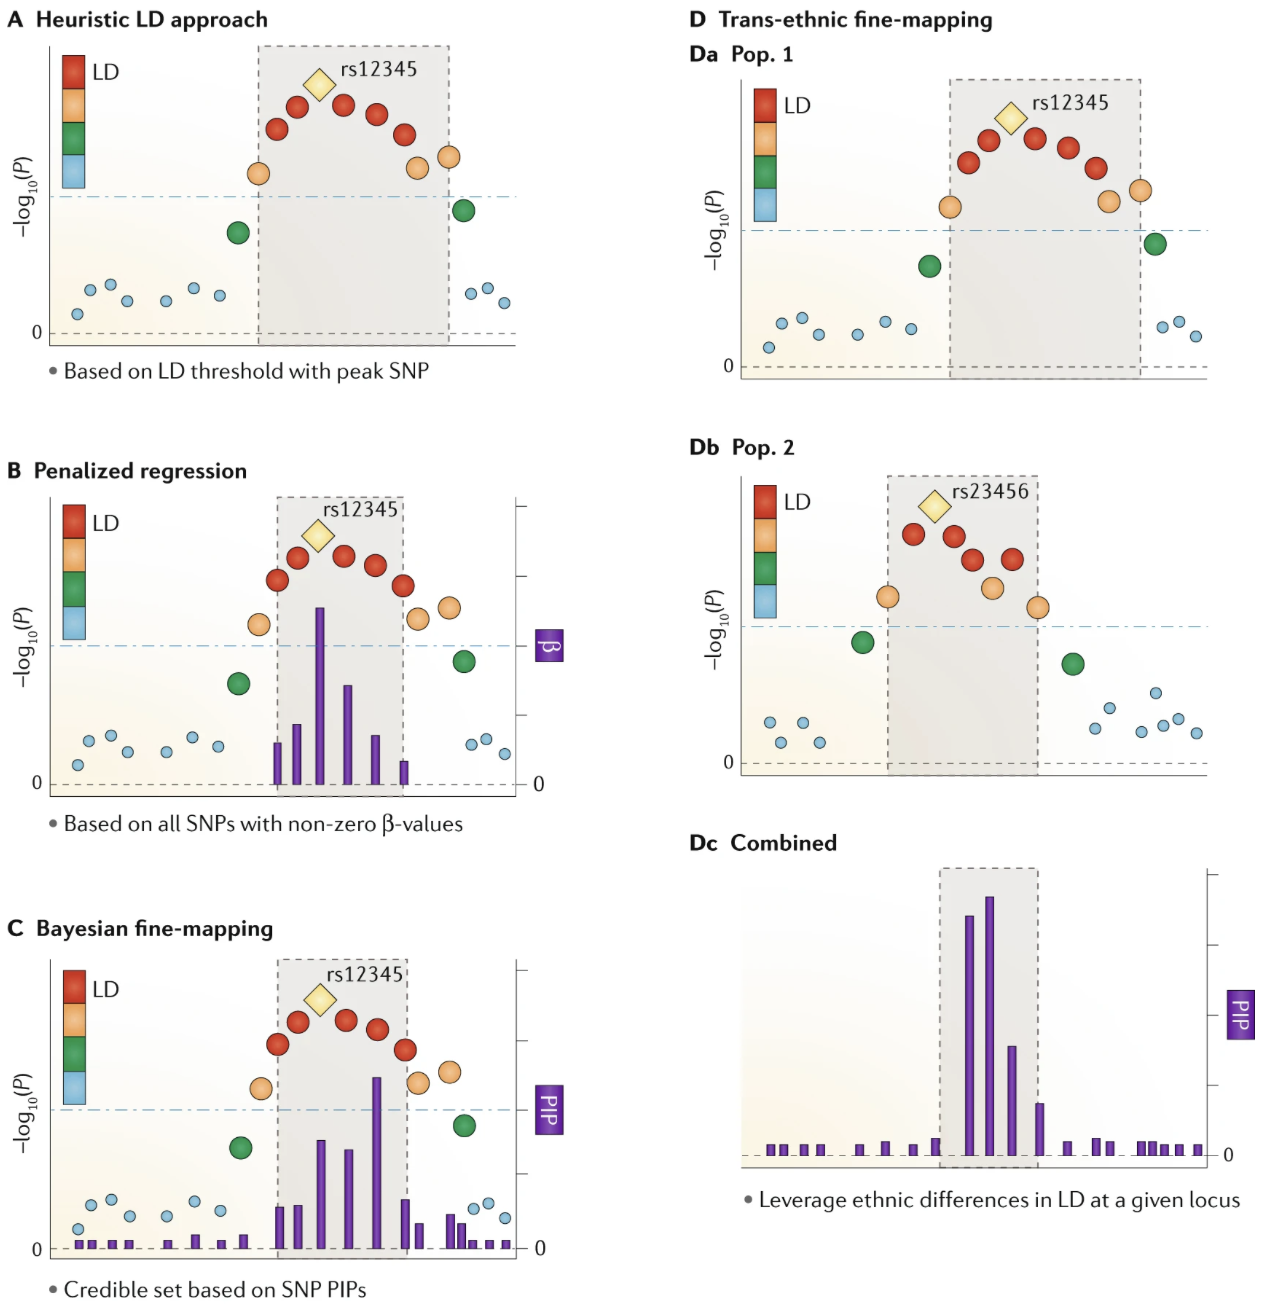 A Heuristic LD approach
LD
rs12345
–log10(P)
0
• Based on LD threshold with peak SNP
B Penalized regression
LD
rs12345
–log10(P)
β
0
0
• Based on all SNPs with non-zero β-values
C Bayesian fine-mapping
LD
rs12345
–log10(P)
PIP
0
0
• Credible set based on SNP PIPs
D Trans-ethnic fine-mapping
Da Pop. 1
LD
rs12345
–log10(P)
0
Db Pop. 2
LD
rs23456
–log10(P)
0
Dc Combined
PIP
0
• Leverage ethnic differences in LD at a given locus